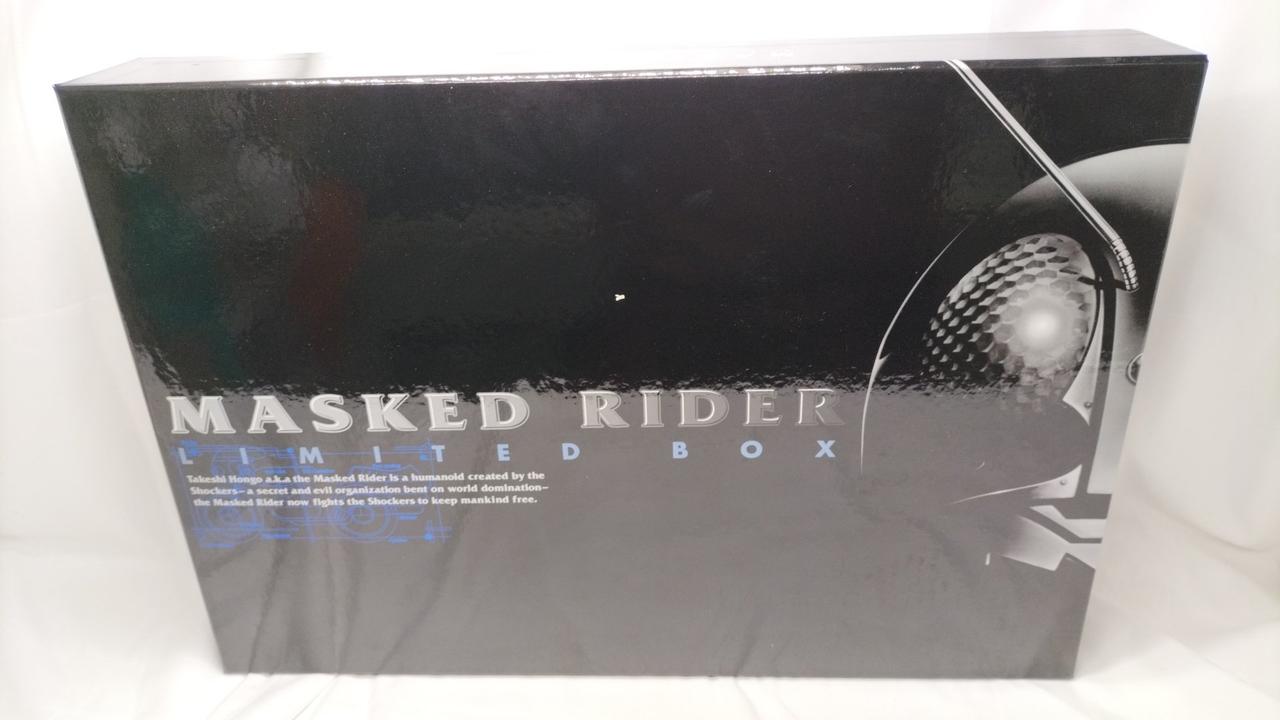 MASKED RIDER
LIMITED BOX
Takeshi Hongo a.k.a the Masked Rider is a humanoid created by the
Shockers— a secret and evil organization bent on world domination—
the Masked Rider now fights the Shockers to keep mankind free.